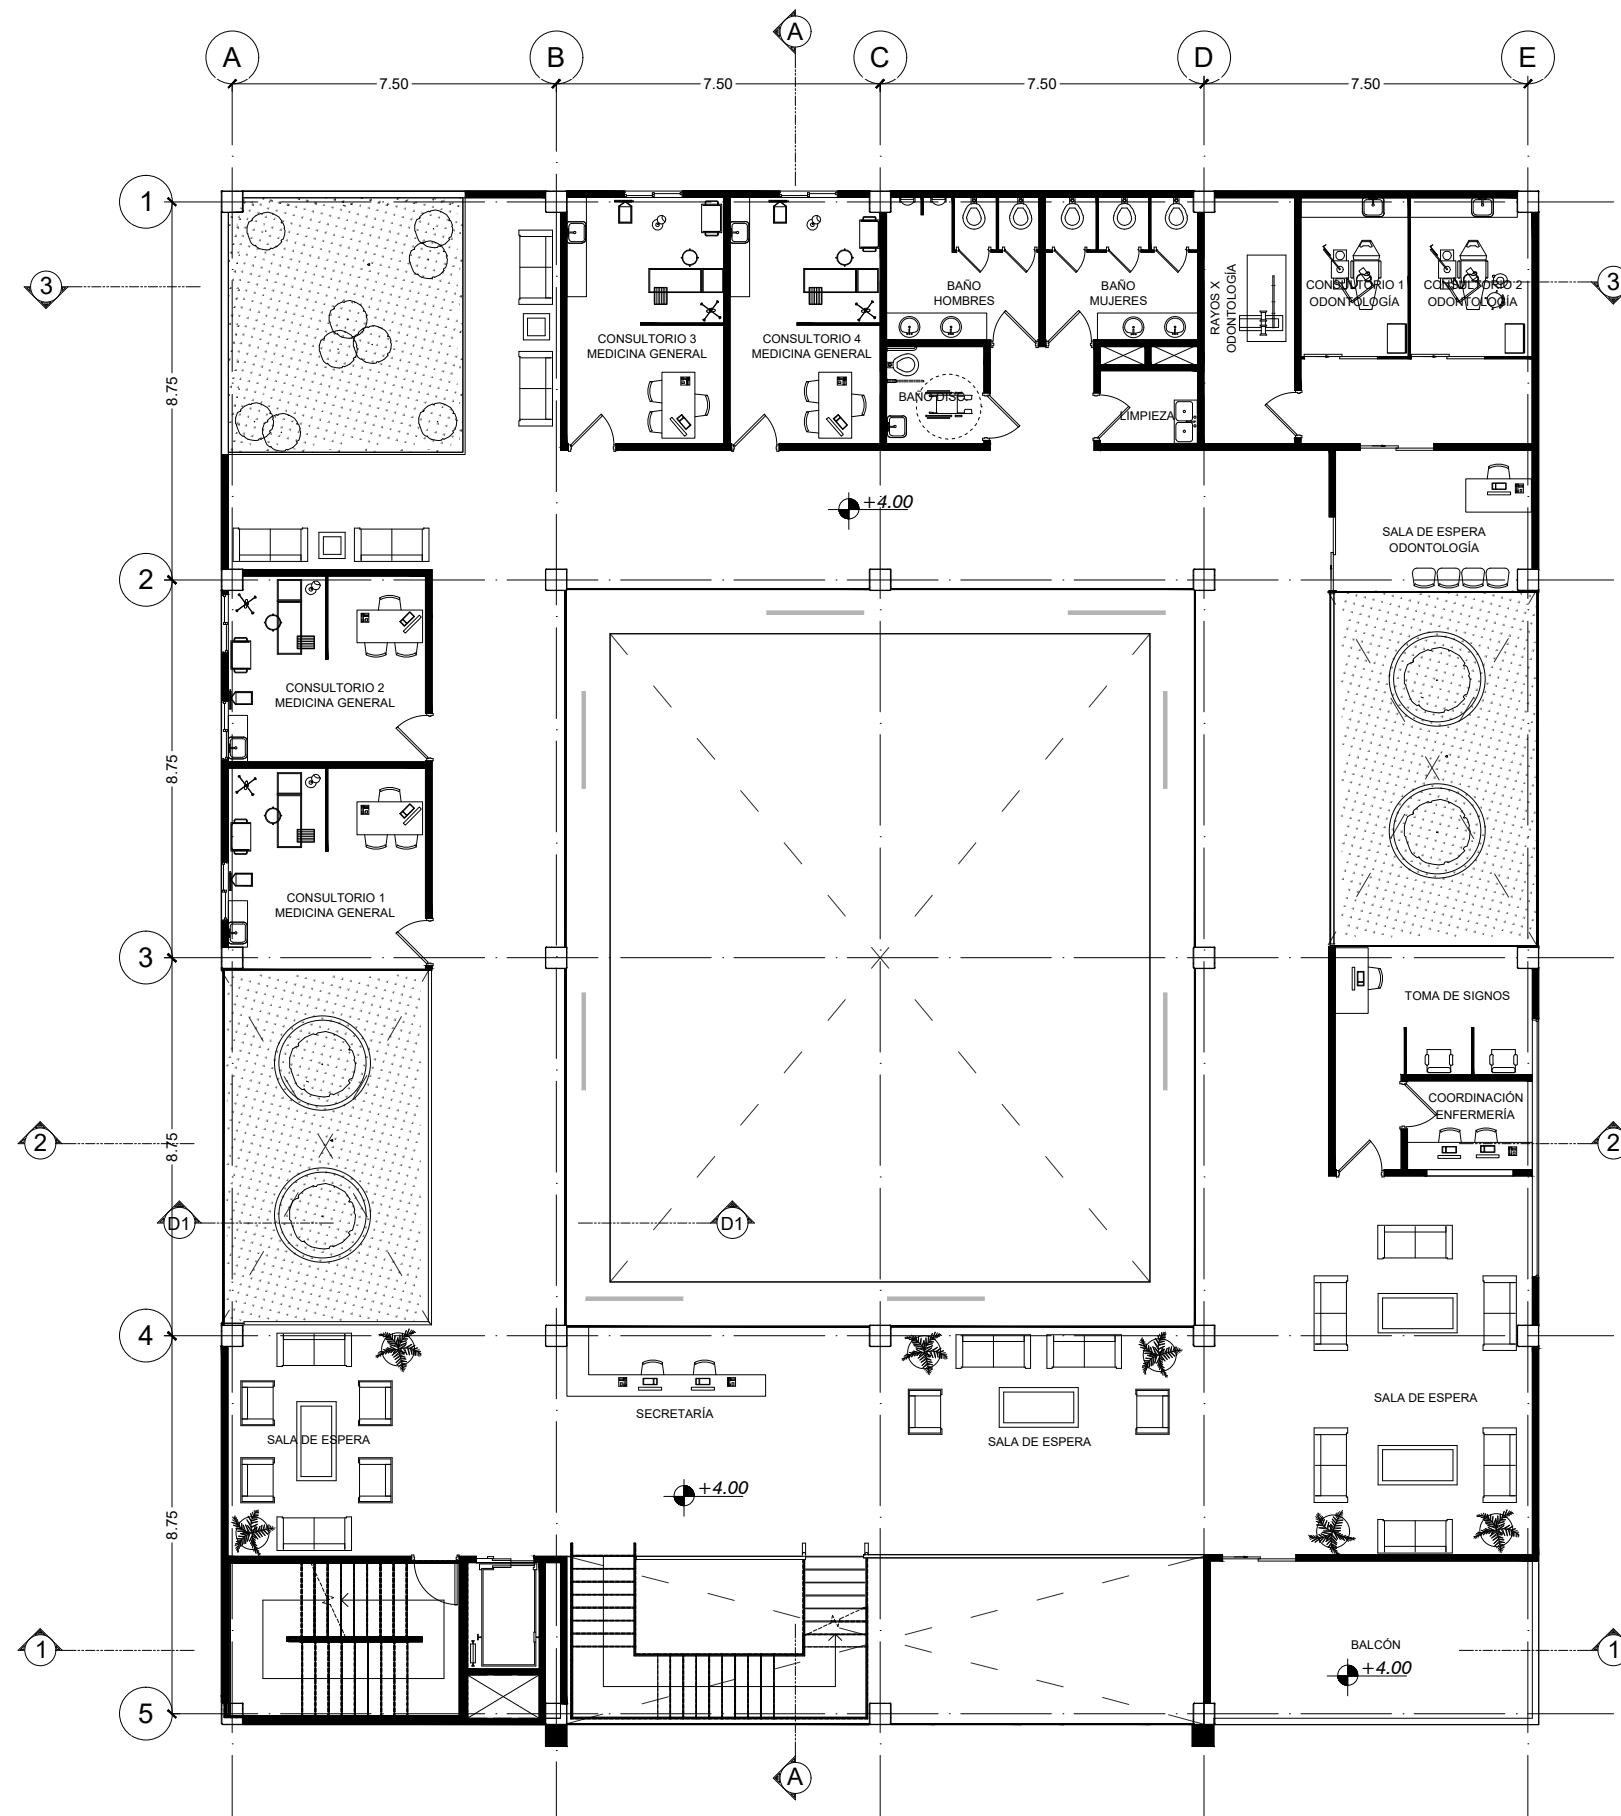 A
A B C D E
7.50 7.50 7.50 7.50
1
3
3
BAÑO
HOMBRES
BAÑO
MUJERES
RAYOS X
ODONTOLOGÍA
CONSULTORIO 1
ODONTOLOGÍA
CONSULTORIO 2
ODONTOLOGÍA
CONSULTORIO 3
MEDICINA GENERAL
CONSULTORIO 4
MEDICINA GENERAL
8.75
BAÑO DISC.
LIMPIEZA
+4.00
SALA DE ESPERA
ODONTOLOGÍA
2
CONSULTORIO 2
MEDICINA GENERAL
8.75
CONSULTORIO 1
MEDICINA GENERAL
3
TOMA DE SIGNOS
COORDINACIÓN
ENFERMERÍA
2
8.75
2
D1
D1
4
SALA DE ESPERA
SECRETARÍA
SALA DE ESPERA
SALA DE ESPERA
+4.00
8.75
1
BALCÓN
+4.00
1
5
A